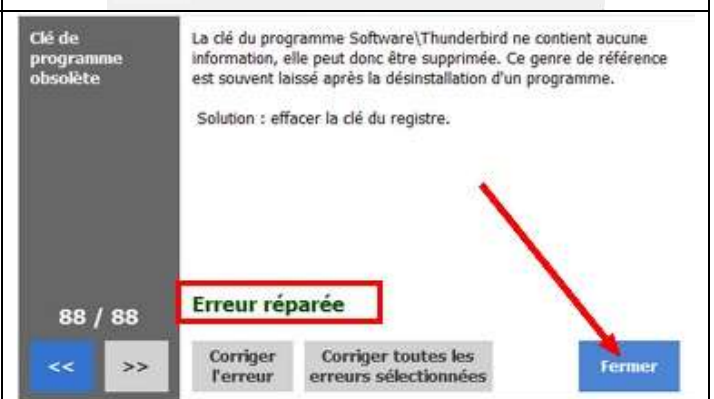 Clé de
programme
obsolète
La clé du programme Software\Thunderbird ne contient aucune
information, elle peut donc être supprimée. Ce genre de référence
est souvent laissé après la désinstallation d'un programme.
Solution : effacer la clé du registre.
88 / 88
Erreur réparée
<<
>>
Corriger
l'erreur
Corriger toutes les
erreurs sélectionnées
Fermer